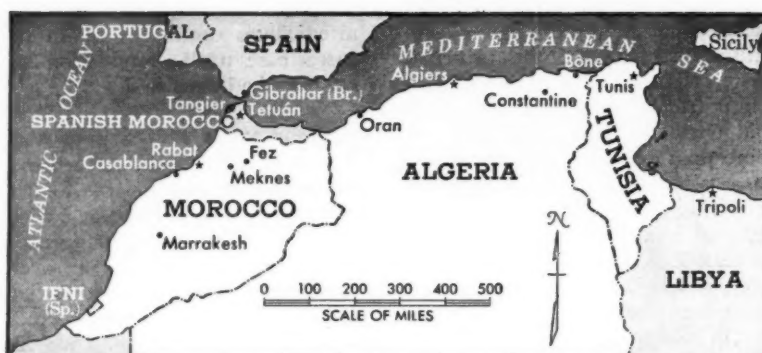 PORTUGAL
SPAIN
MEDITERRANEAN
SEA
Sicily
ATLANTIC
OCEAN
Gibraltar (Br.)
Tangier
Tetuán
SPANISH MOROCCO
Algiers
Bône
Tunis
Constantine
Oran
Rabat
Casablanca
Fez
Meknes
MOROCCO
ALGERIA
TUNISIA
Tripoli
Marrakesh
N
IFNI
(Sp.)
LIBYA
0 100 200 300 400 500
SCALE OF MILES